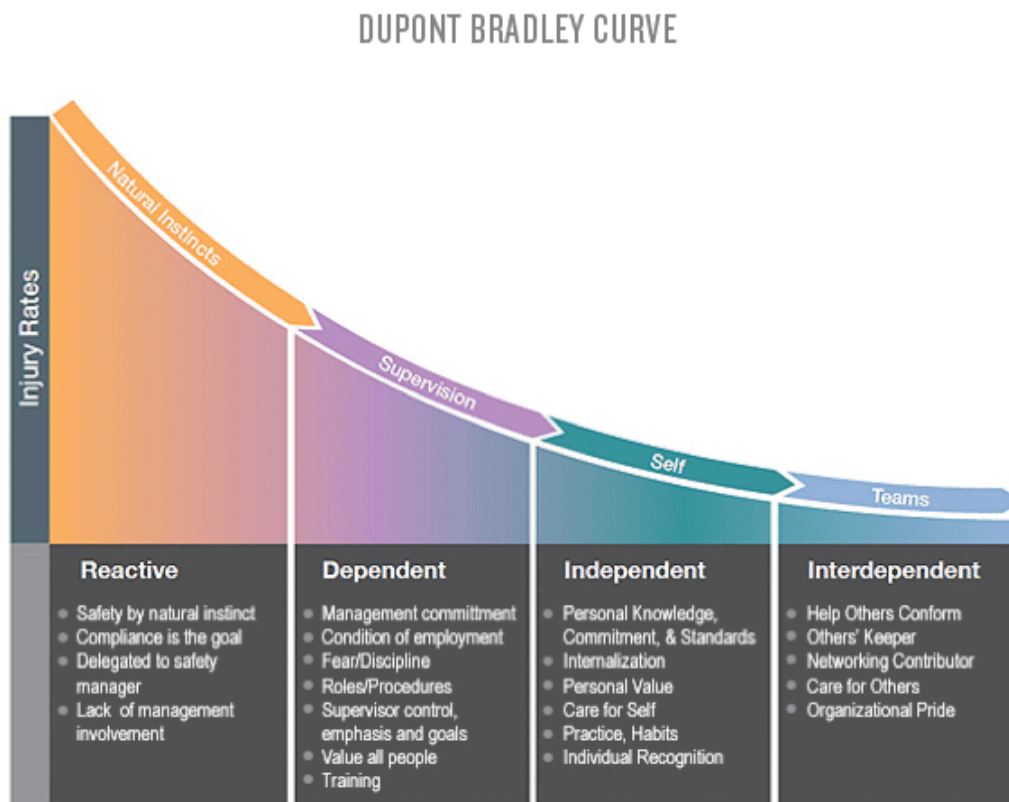 DUPONT BRADLEY CURVE
Injury Rates
Natural Instincts
Supervision
Self
Teams
Reactive
Safety by natural instinct
Compliance is the goal
Delegated to safety
manager
Lack of management
involvement
Dependent
Management committment
Condition of employment
Fear/Discipline
Roles/Procedures
Supervisor control,
emphasis and goals
Value all people
Training
Independent
Personal Knowledge,
Commitment, & Standards
Internalization
Personal Value
Care for Self
Practice, Habits
Individual Recognition
Interdependent
Help Others Conform
Others' Keeper
Networking Contributor
Care for Others
Organizational Pride